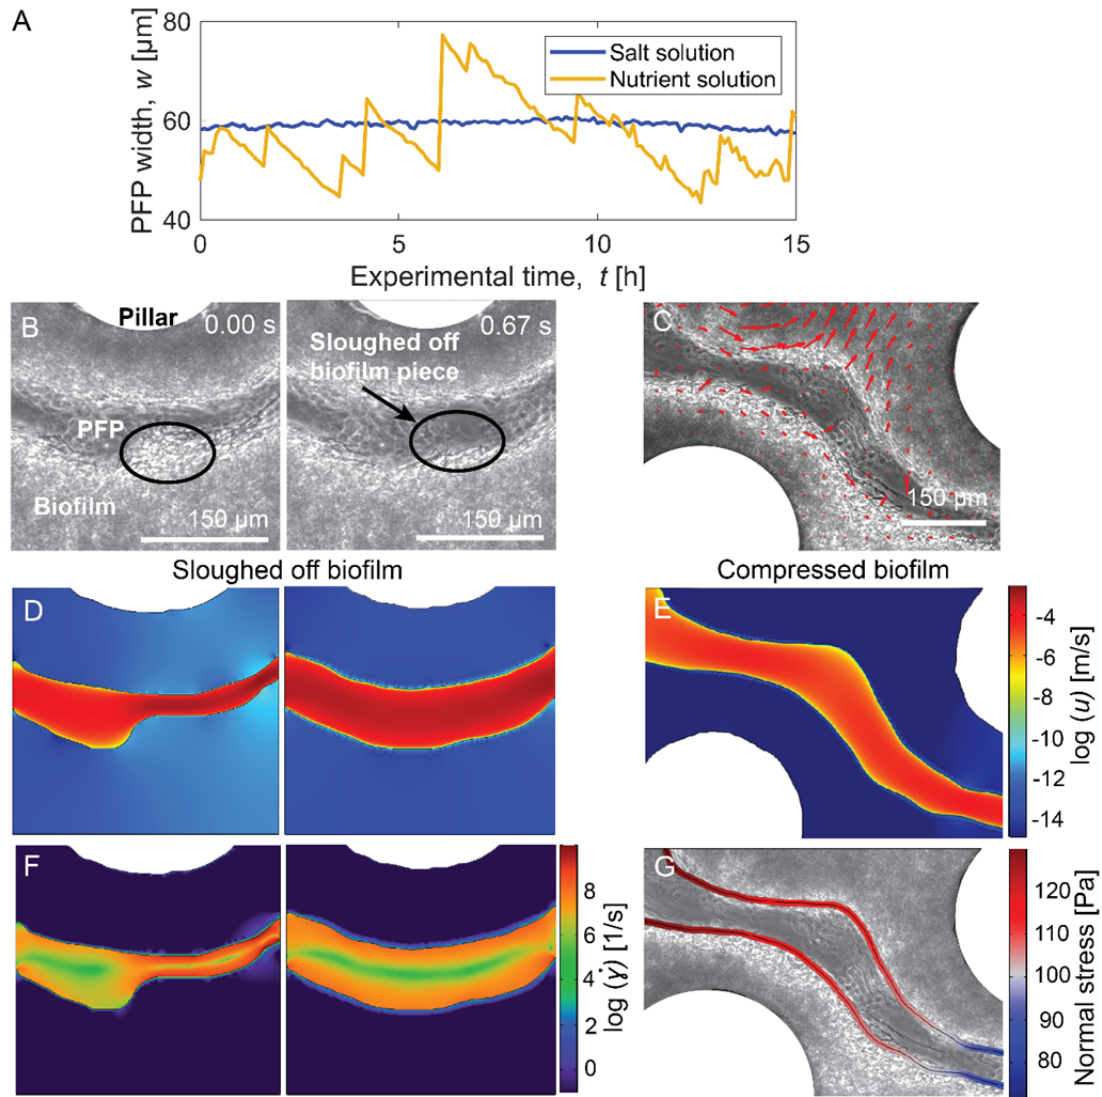 A
PFP width, w [µm]
80
60
40
Salt solution
Nutrient solution
0
5
10
15
Experimental time, t [h]
B
Pillar
0.00 s
PFP
Biofilm
150 µm
0.67 s
Sloughed off
biofilm piece
150 µm
C
150 µm
Sloughed off biofilm
Compressed biofilm
D
E
-4
-6
-8
-10
-12
-14
log (u) [m/s]
F
8
6
4
2
0
log (γ̇) [1/s]
G
120
110
100
90
80
Normal stress [Pa]